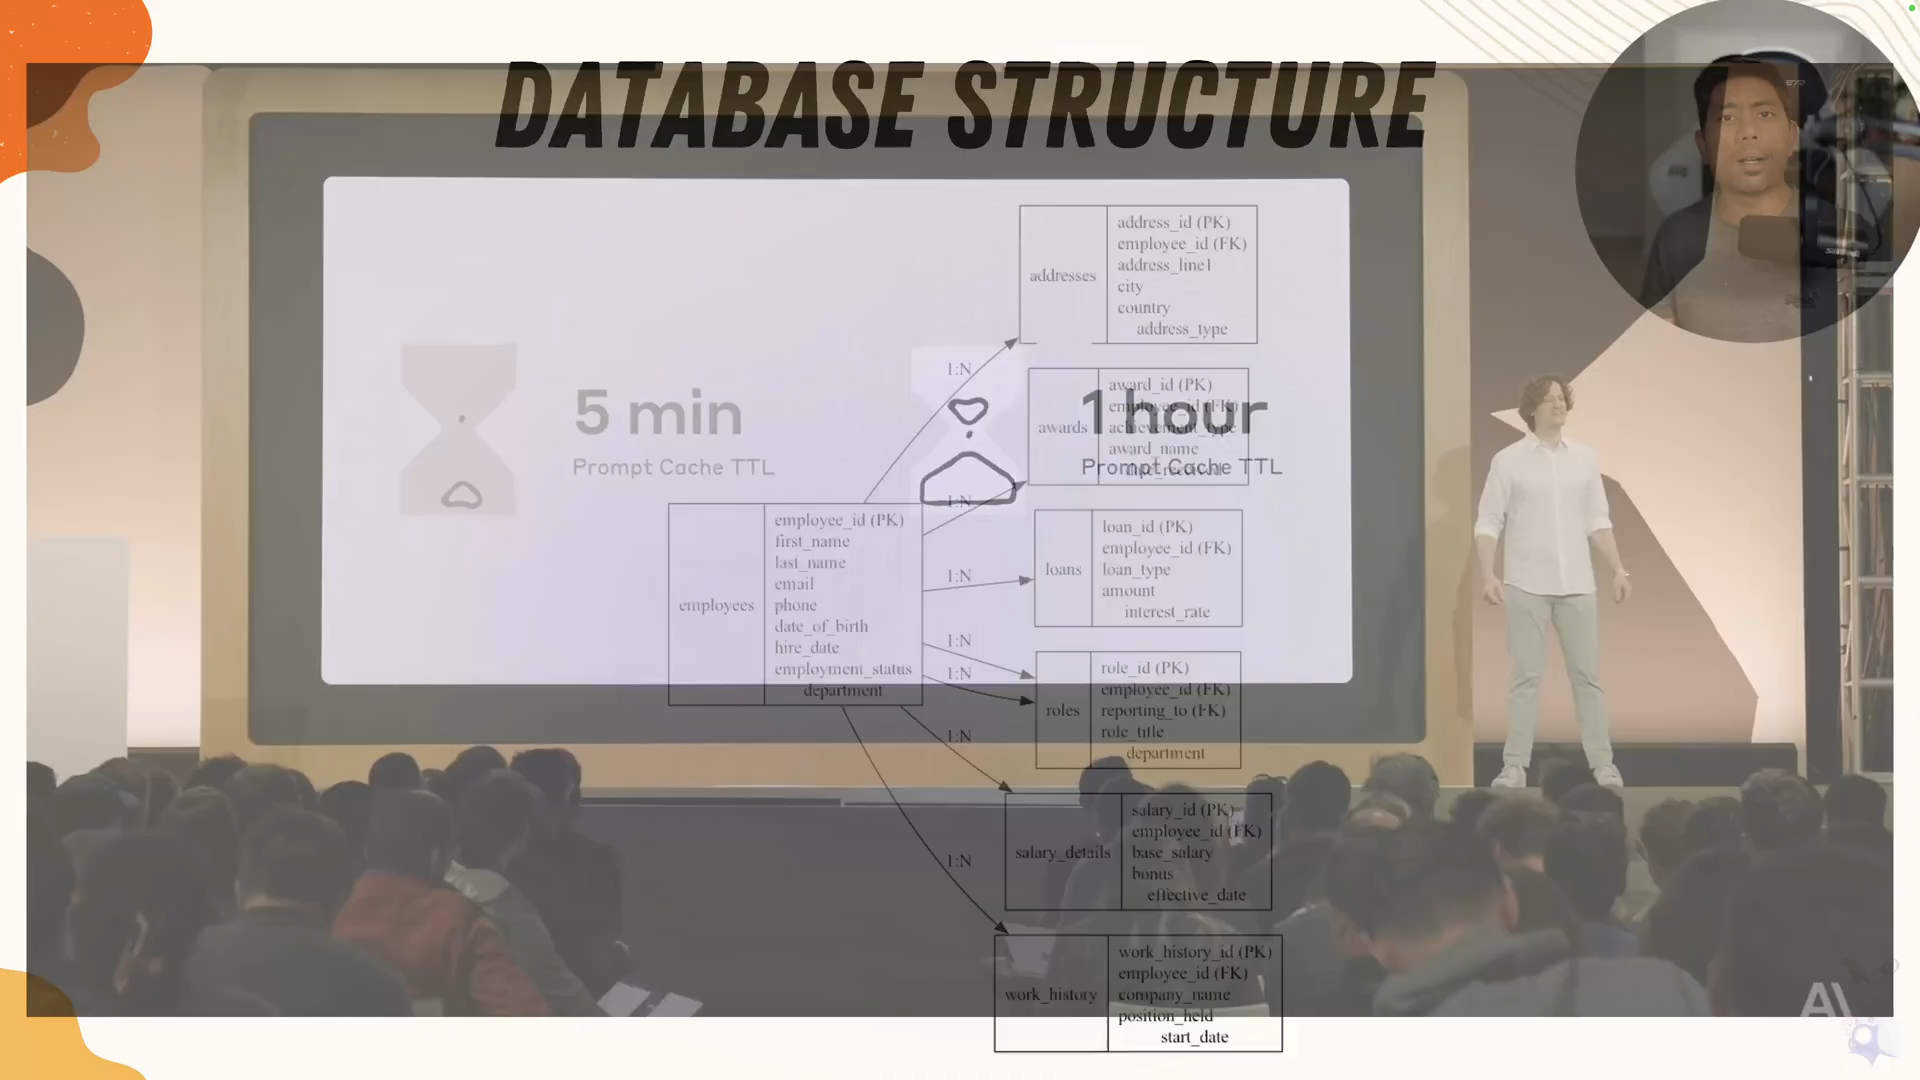 DATABASE STRUCTURE
5 min
Prompt Cache TTL
1 hour
Prompt Cache TTL
employees
employee_id (PK)
first_name
last_name
email
phone
date_of_birth
hire_date
employment_status
department
1:N
1:N
1:N
1:N
1:N
1:N
1:N
addresses
address_id (PK)
employee_id (FK)
address_line1
city
country
address_type
awards
award_id (PK)
employee_id (FK)
achievement_type
award_name
loans
loan_id (PK)
employee_id (FK)
loan_type
amount
interest_rate
roles
role_id (PK)
employee_id (FK)
reporting_to (FK)
role_title
department
salary_details
salary_id (PK)
employee_id (FK)
base_salary
bonus
effective_date
work_history
work_history_id (PK)
employee_id (FK)
company_name
position_held
start_date
A\